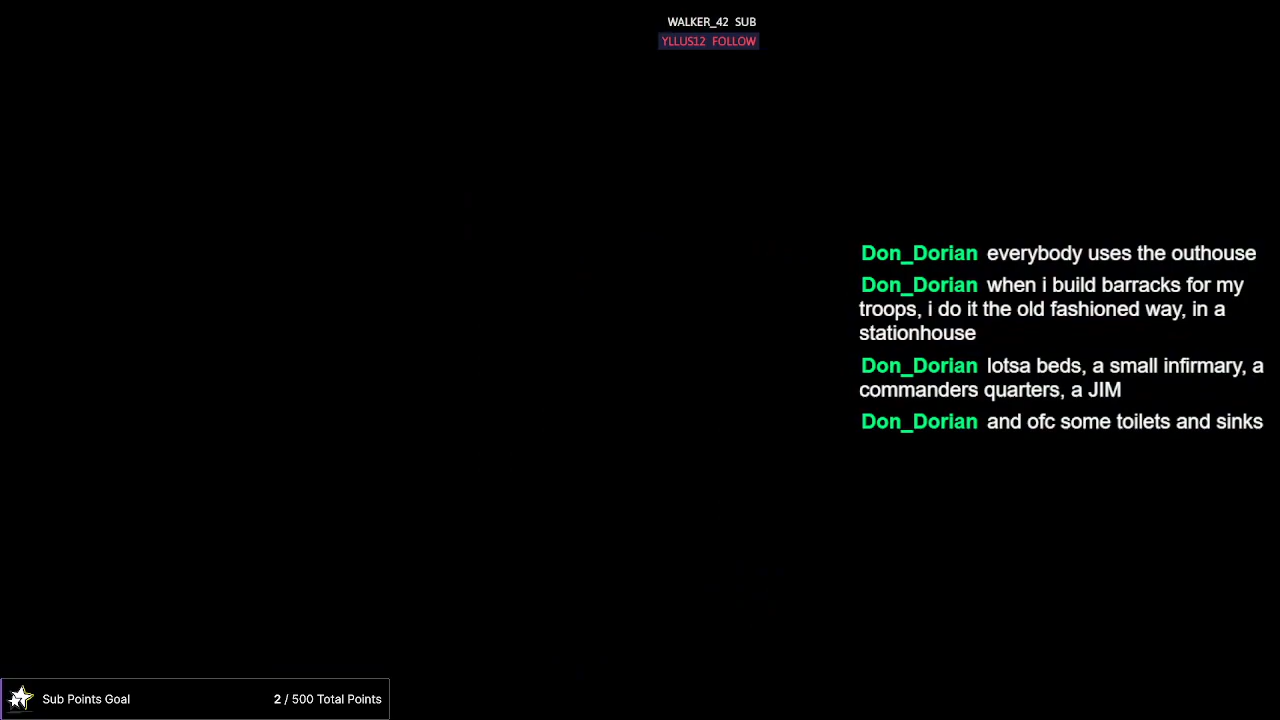 WALKER_42 SUB
YLLUS12 FOLLOW
Don_Dorian everybody uses the outhouse
Don_Dorian when i build barracks for my
troops, i do it the old fashioned way, in a
stationhouse
Don_Dorian lotsa beds, a small infirmary, a
commanders quarters, a JIM
Don_Dorian and ofc some toilets and sinks
Sub Points Goal 2 / 500 Total Points